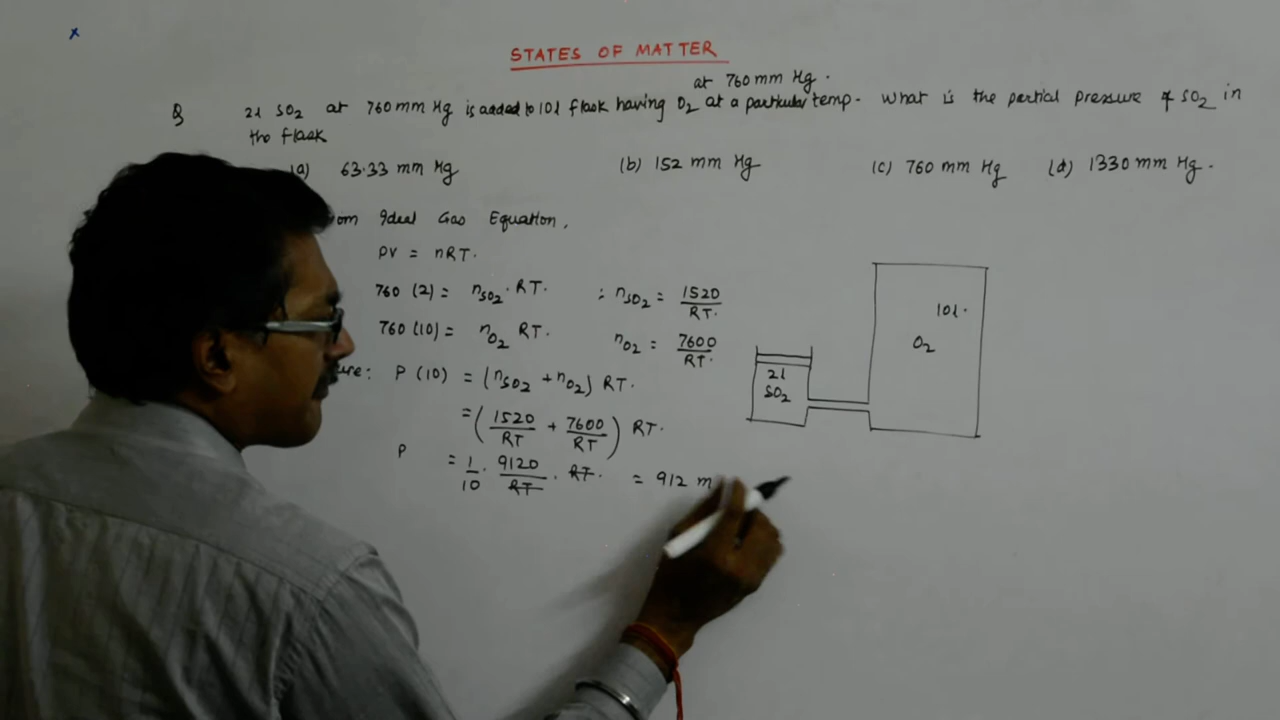 x
STATES OF MATTER
at 760 mm Hg.
Q 2l SO2 at 760 mm Hg is added to 10l flask having O2 at a particular temp. What is the partial pressure of SO2 in
the flask
(a) 63.33 mm Hg (b) 152 mm Hg (c) 760 mm Hg (d) 1330 mm Hg.
om Ideal Gas Equation,
PV = nRT.
760 (2) = nSO2. RT. ∴ nSO2 = 1520/RT.
760 (10) = nO2 RT. nO2 = 7600/RT.
ure: P (10) = (nSO2 + nO2) RT.
= (1520/RT + 7600/RT) RT.
P = 1/10 . 9120/RT . RT. = 912 m
10l.
O2
2l
SO2